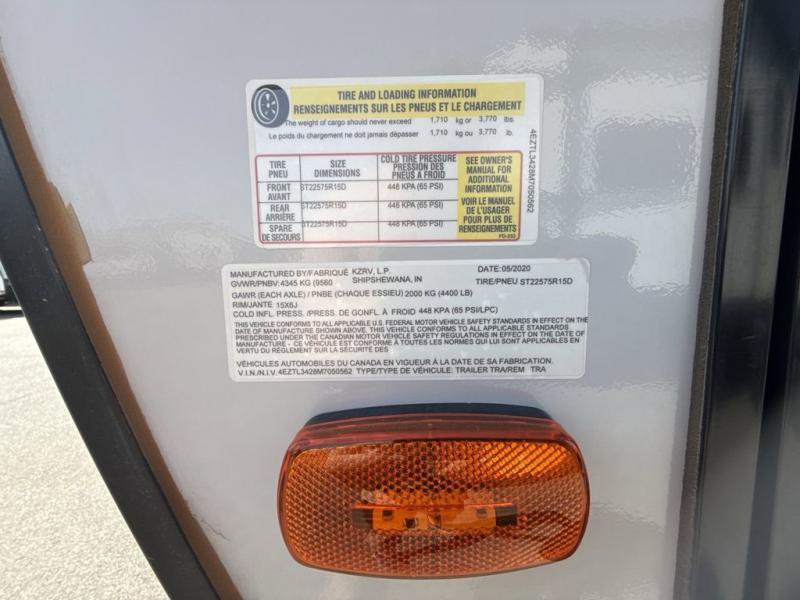 TIRE AND LOADING INFORMATION
RENSEIGNEMENTS SUR LES PNEUS ET LE CHARGEMENT
The weight of cargo should never exceed 1,710 kg or 3,770 lbs.
Le poids du chargement ne doit jamais dépasser 1,710 kg ou 3,770 lb.
TIRE PNEU
SIZE DIMENSIONS
COLD TIRE PRESSURE
PRESSION DES PNEUS A FROID
FRONT AVANT ST22575R15D 448 KPA (65 PSI)
REAR ARRIÈRE ST22575R15D 448 KPA (65 PSI)
SPARE DE SECOURS ST22575R15D 448 KPA (65 PSI)
SEE OWNER'S
MANUAL FOR
ADDITIONAL
INFORMATION
VOIR LE MANUEL
DE L'USAGER
POUR PLUS DE
RENSEIGNEMENTS
4EZTL3428M7050562
MANUFACTURED BY/FABRIQUÉ KZRV, L.P. DATE:05/2020
GVWR/PNBV: 4345 KG (9560 SHIPSHEWANA, IN TIRE/PNEU ST22575R15D
GAWR (EACH AXLE) / PNBE (CHAQUE ESSIEU) 2000 KG (4400 LB)
RIM/JANTE 15X6J
COLD INFL. PRESS. /PRESS. DE GONFL. À FROID 448 KPA (65 PSI/LPC)
THIS VEHICLE CONFORMS TO ALL APPLICABLE U.S. FEDERAL MOTOR VEHICLE SAFETY STANDARDS IN EFFECT ON THE
DATE OF MANUFACTURE SHOWN ABOVE. THIS VEHICLE CONFORMS TO ALL APPLICABLE STANDARDS
PRESCRIBED UNDER THE CANADIAN MOTOR VEHICLE SAFETY REGULATIONS IN EFFECT ON THE DATE OF
MANUFACTURE - CE VÉHICULE EST CONFORME À TOUTES LES NORMES QUI LUI SONT APPLICABLES EN
VERTU DU RÈGLEMENT SUR LA SÉCURITÉ DES
VÉHICULES AUTOMOBILES DU CANADA EN VIGUEUR À LA DATE DE SA FABRICATION.
V.I.N./N.I.V. 4EZTL3428M7050562 TYPE/TYPE DE VÉHICULE: TRAILER TRA/REM TRA